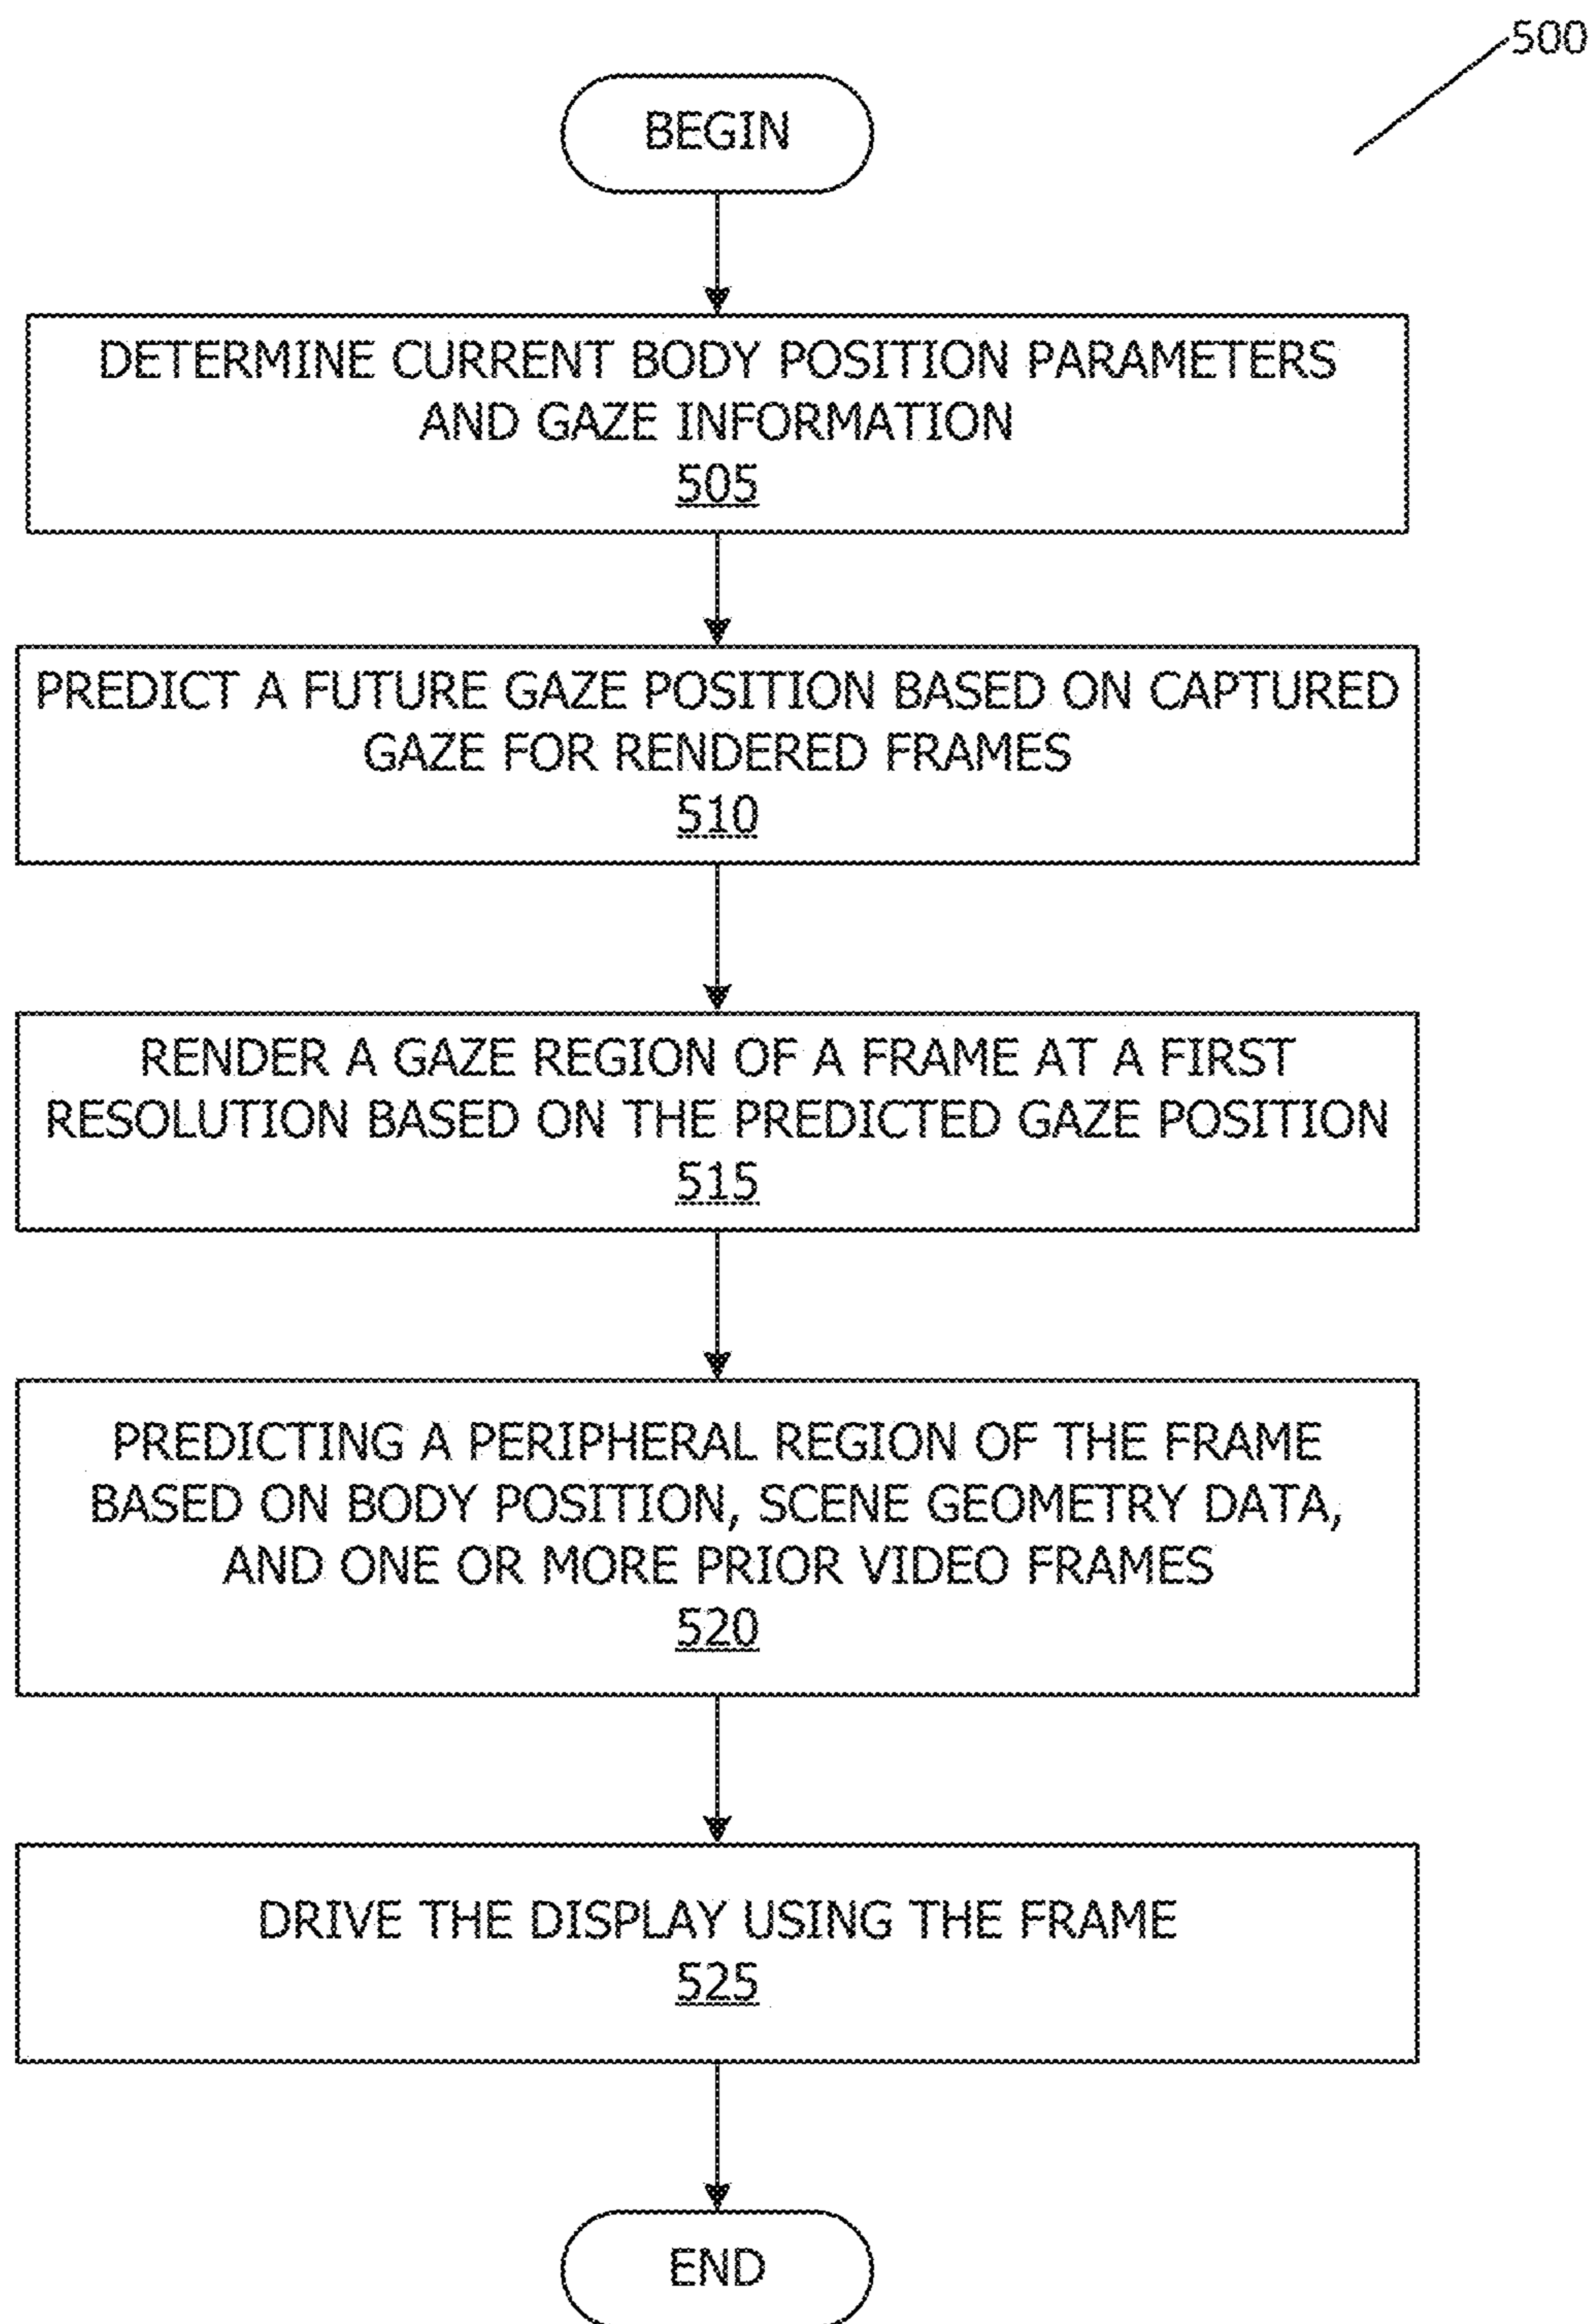 500
BEGIN
DETERMINE CURRENT BODY POSITION PARAMETERS
AND GAZE INFORMATION
505
PREDICT A FUTURE GAZE POSITION BASED ON CAPTURED
GAZE FOR RENDERED FRAMES
510
RENDER A GAZE REGION OF A FRAME AT A FIRST
RESOLUTION BASED ON THE PREDICTED GAZE POSITION
515
PREDICTING A PERIPHERAL REGION OF THE FRAME
BASED ON BODY POSITION, SCENE GEOMETRY DATA,
AND ONE OR MORE PRIOR VIDEO FRAMES
520
DRIVE THE DISPLAY USING THE FRAME
525
END